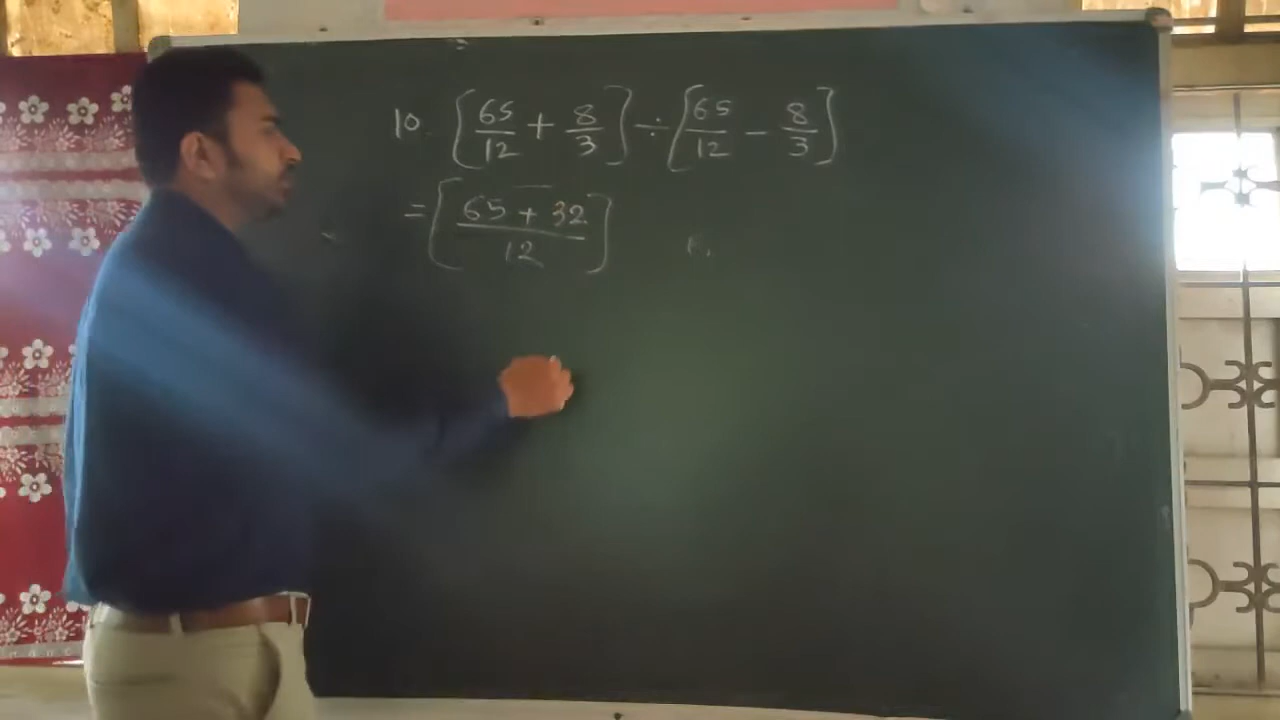 10. [65/12 + 8/3] ÷ [65/12 - 8/3]
= [65 + 32/12]